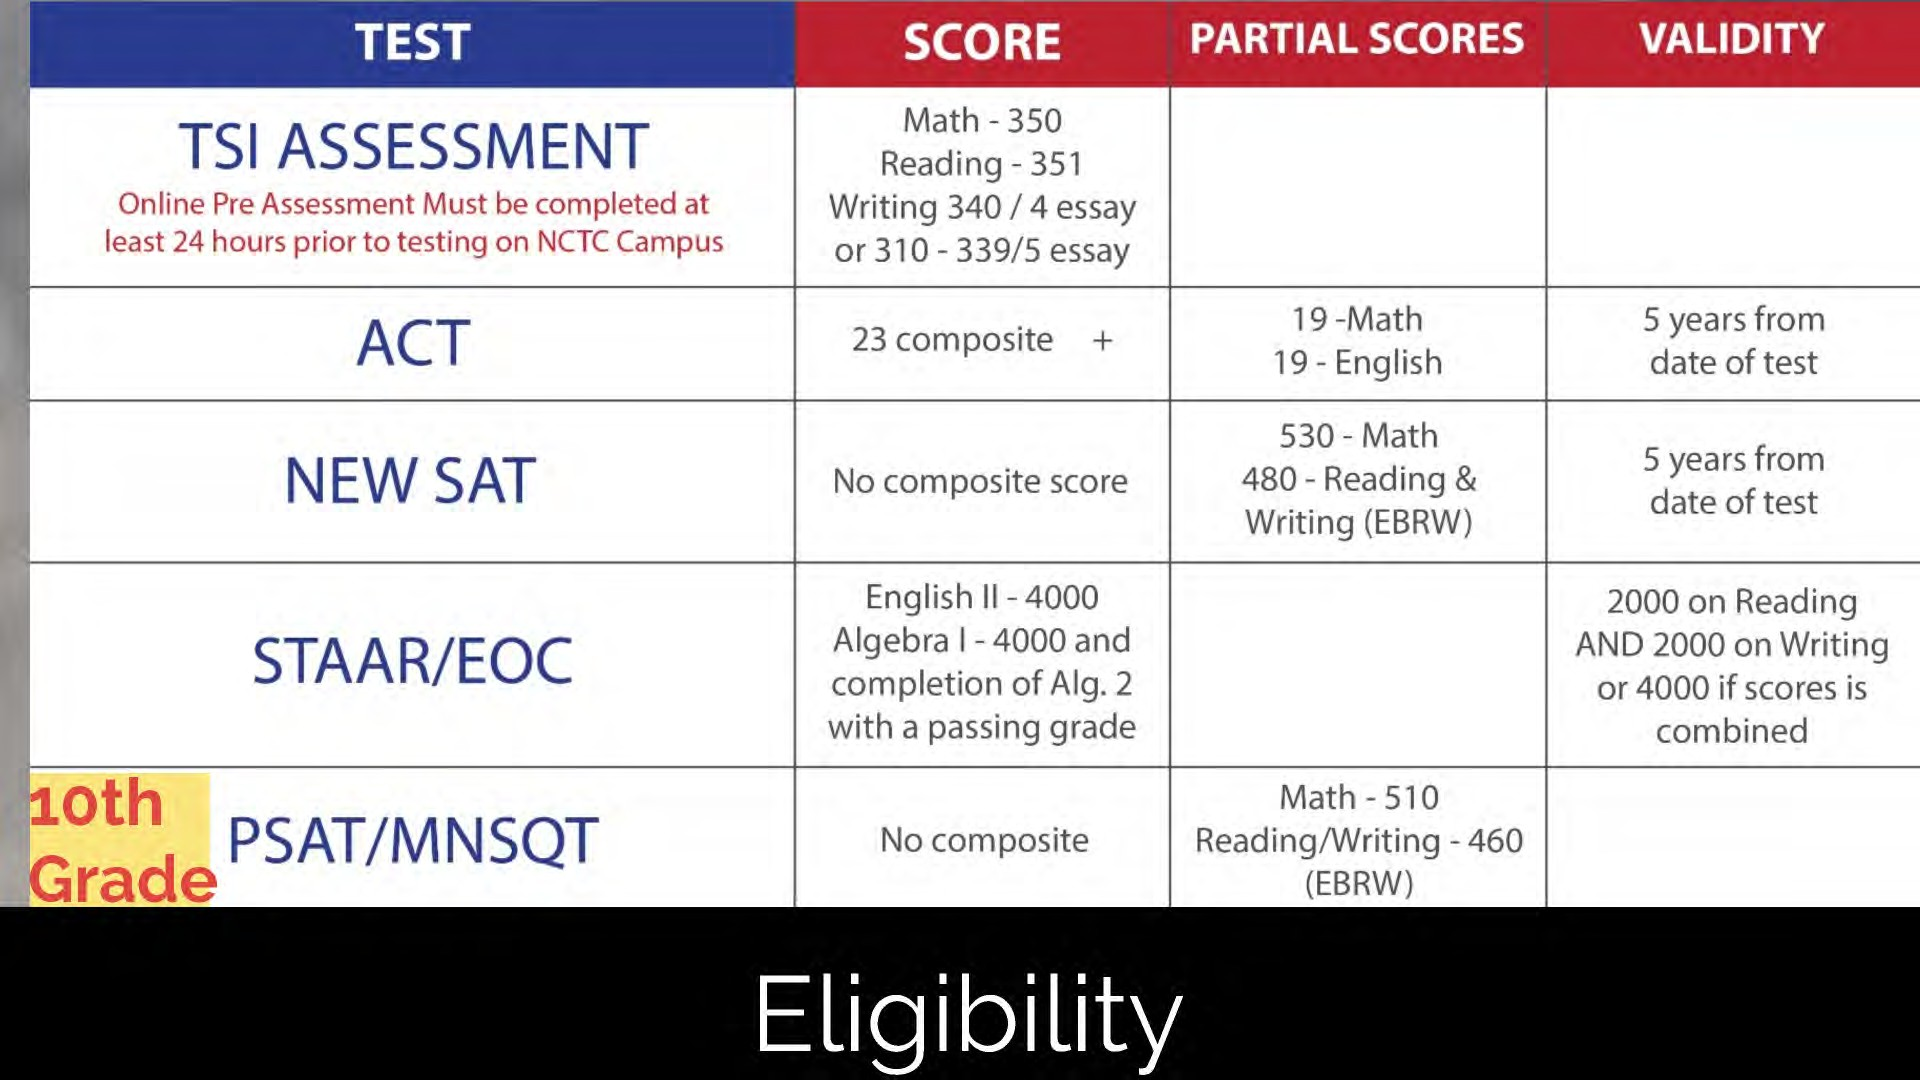 TEST SCORE PARTIAL SCORES VALIDITY
TSI ASSESSMENT
Online Pre Assessment Must be completed at
least 24 hours prior to testing on NCTC Campus
Math - 350
Reading - 351
Writing 340 / 4 essay
or 310 - 339/5 essay
ACT
23 composite +
19 -Math
19 - English
5 years from
date of test
NEW SAT
No composite score
530 - Math
480 - Reading &
Writing (EBRW)
5 years from
date of test
STAAR/EOC
English II - 4000
Algebra I - 4000 and
completion of Alg. 2
with a passing grade
2000 on Reading
AND 2000 on Writing
or 4000 if scores is
combined
10th
Grade
PSAT/MNSQT
No composite
Math - 510
Reading/Writing - 460
(EBRW)
Eligibility